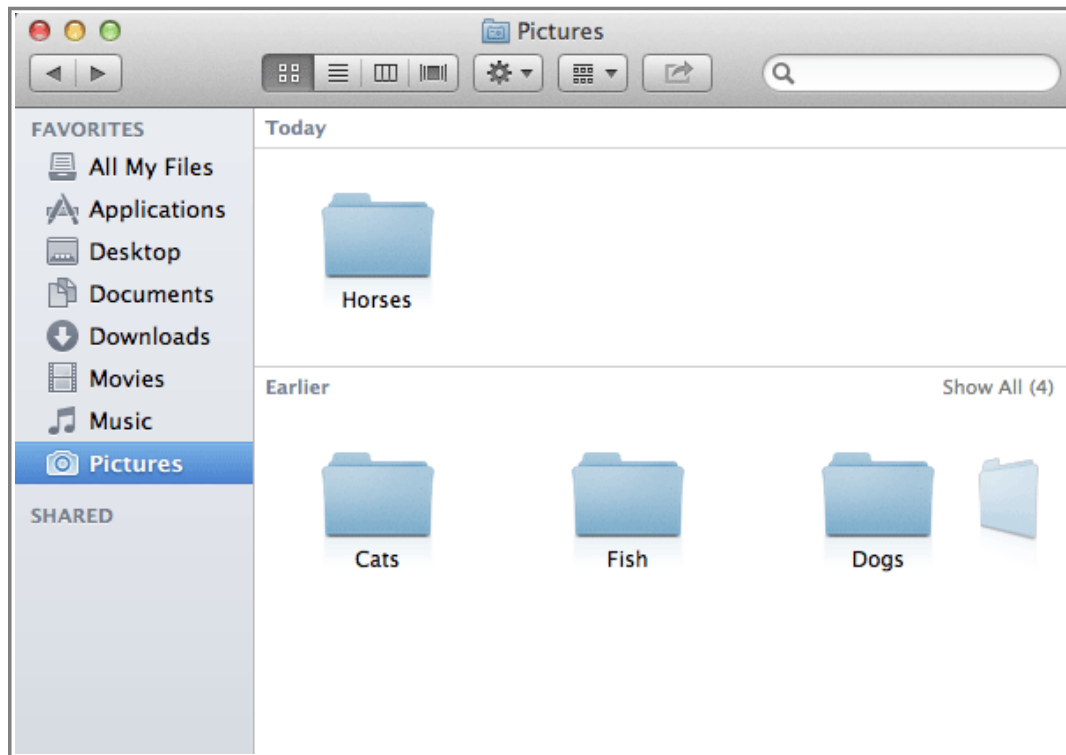 Pictures
FAVORITES
All My Files
Applications
Desktop
Documents
Downloads
Movies
Music
Pictures
SHARED
Today
Horses
Earlier Show All (4)
Cats Fish Dogs